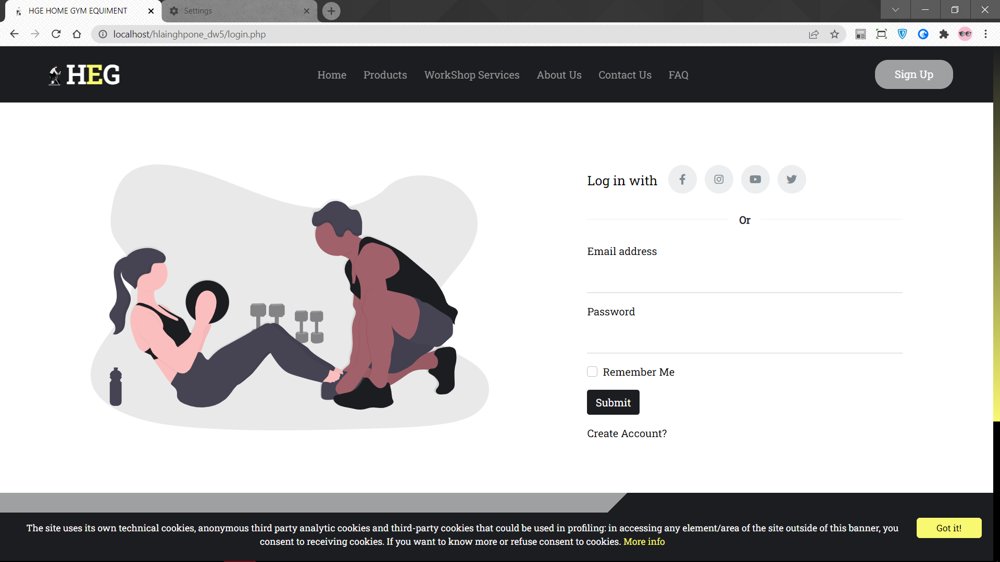 HGE HOME GYM EQUIMENT
Settings
localhost/hlainghpone_dw5/login.php
HEG
Home Products WorkShop Services About Us Contact Us FAQ
Sign Up
Log in with
Or
Email address
Password
Remember Me
Submit
Create Account?
The site uses its own technical cookies, anonymous third party analytic cookies and third-party cookies that could be used in profiling: in accessing any element/area of the site outside of this banner, you
consent to receiving cookies. If you want to know more or refuse consent to cookies. More info
Got it!